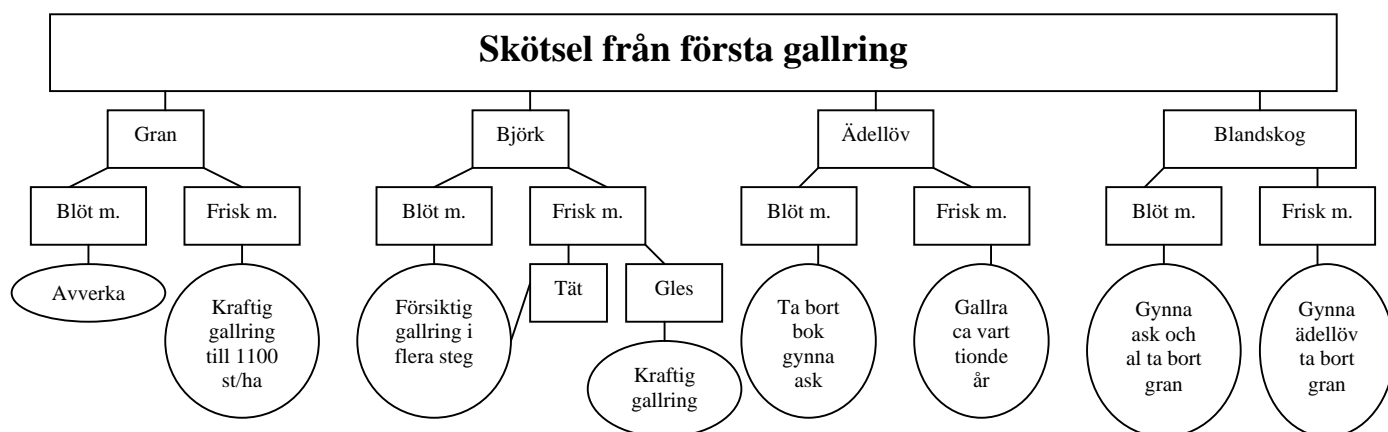 Skötsel från första gallring
Gran
Björk
Ädellöv
Blandskog
Blöt m.
Frisk m.
Blöt m.
Frisk m.
Blöt m.
Frisk m.
Blöt m.
Frisk m.
Avverka
Kraftig
gallring
till 1100
st/ha
Försiktig
gallring i
flera steg
Tät
Gles
Kraftig
gallring
Ta bort
bok
gynna
ask
Gallra
ca vart
tionde
år
Gynna
ask och
al ta bort
gran
Gynna
ädellöv
ta bort
gran